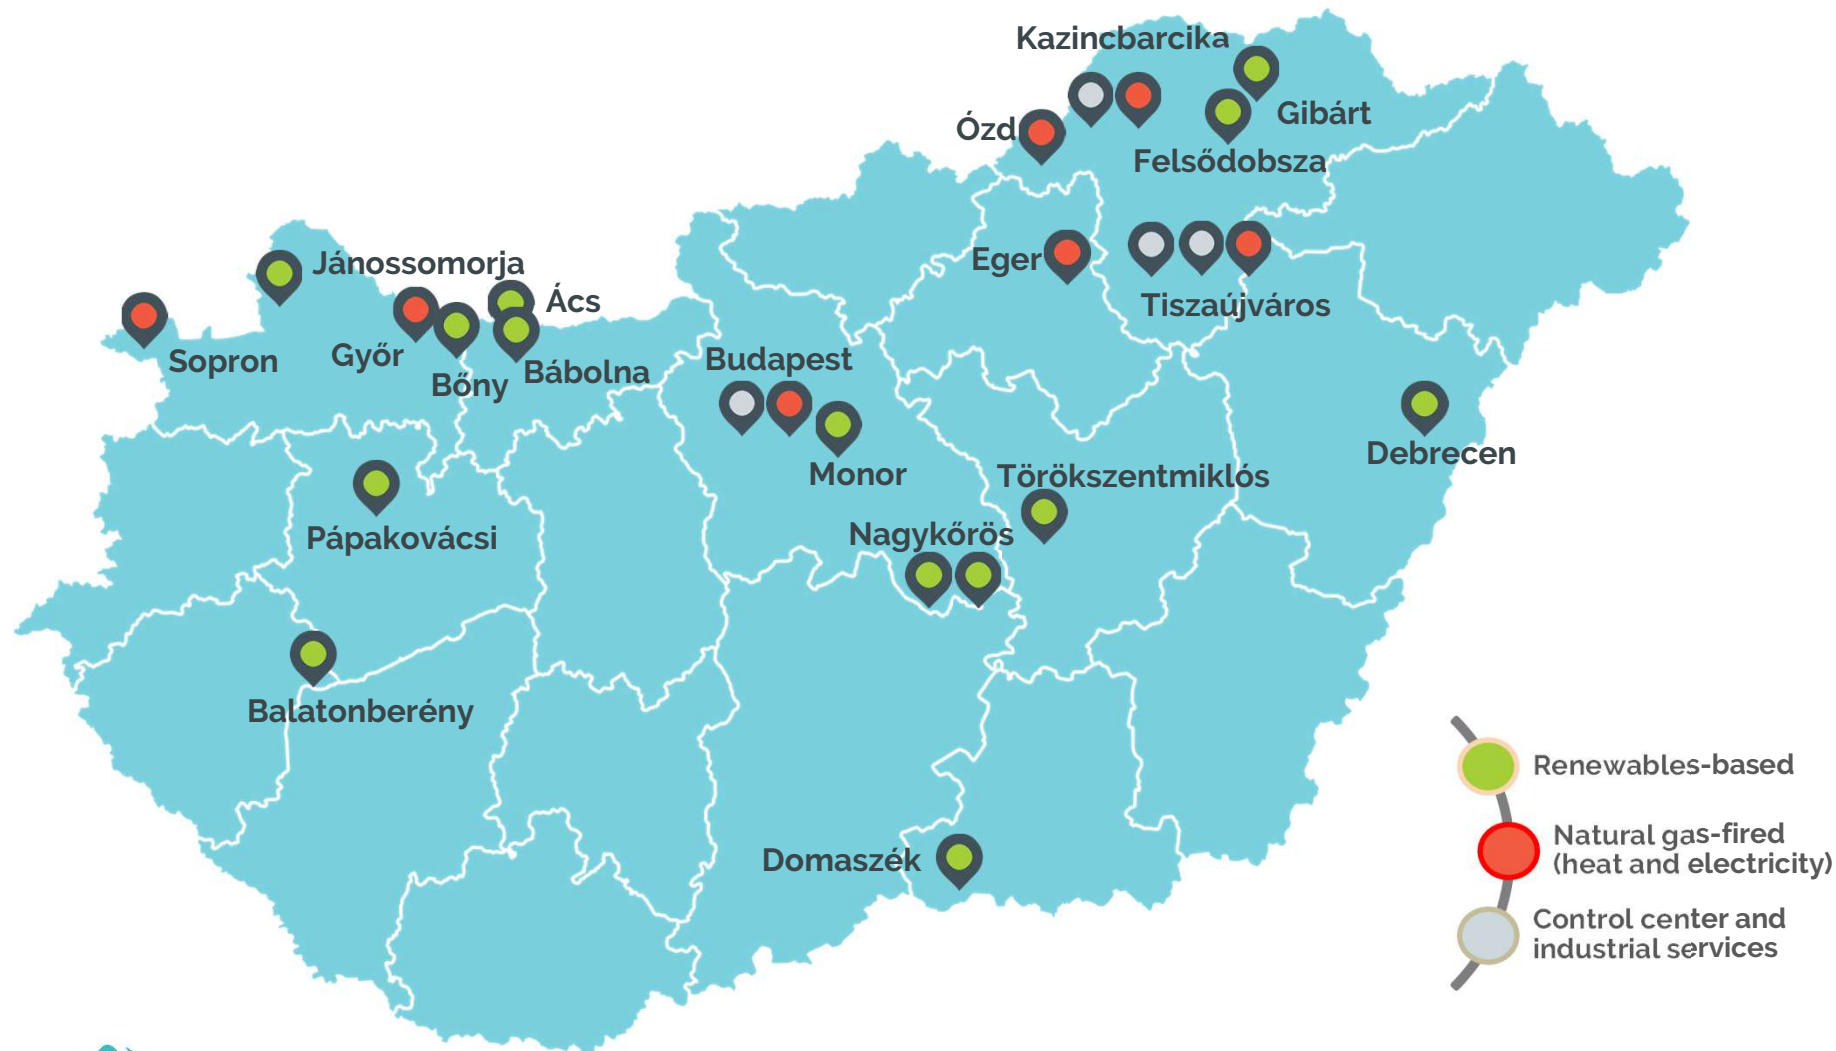 Kazincbarcika
Gibárt
Ózd
Felsődobsza
Eger
Tiszaújváros
Jánossomorja
Ács
Sopron
Győr
Bőny
Bábolna
Budapest
Monor
Debrecen
Törökszentmiklós
Nagykőrös
Pápakovácsi
Balatonberény
Domaszék
Renewables-based
Natural gas-fired
(heat and electricity)
Control center and
industrial services